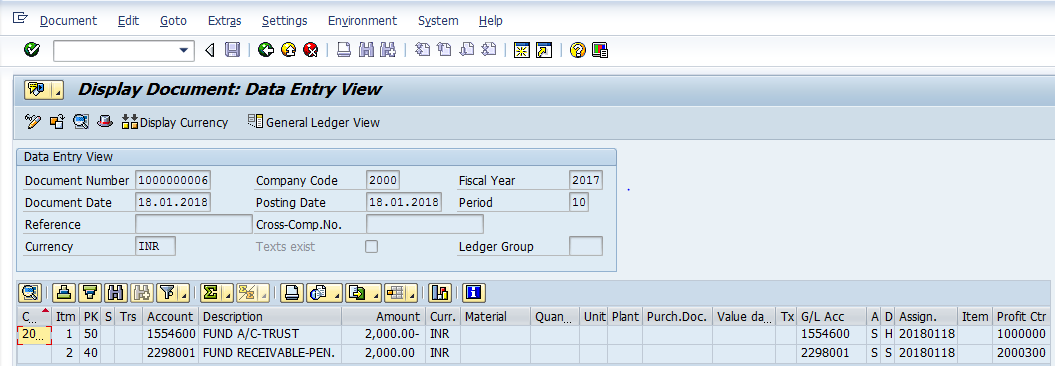 Document Edit Goto Extras Settings Environment System Help
Display Document: Data Entry View
Display Currency General Ledger View
Data Entry View
Document Number 1000000006 Company Code 2000 Fiscal Year 2017
Document Date 18.01.2018 Posting Date 18.01.2018 Period 10
Reference Cross-Comp.No.
Currency INR Texts exist Ledger Group
C... Itm PK S Trs Account Description Amount Curr. Material Quan... Unit Plant Purch.Doc. Value da... Tx G/L Acc A D Assign. Item Profit Ctr
20... 1 50 1554600 FUND A/C-TRUST 2,000.00- INR 1554600 S H 20180118 1000000
2 40 2298001 FUND RECEIVABLE-PEN. 2,000.00 INR 2298001 S S 20180118 2000300